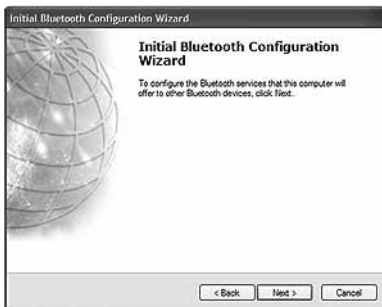 Initial Bluetooth Configuration Wizard
Initial Bluetooth Configuration
Wizard
To configure the Bluetooth services that this computer will
offer to other Bluetooth devices, click Next.
< Back
Next >
Cancel